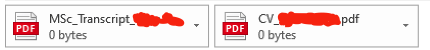 PDF MSc_Transcript_
0 bytes
PDF CV_ .pdf
0 bytes